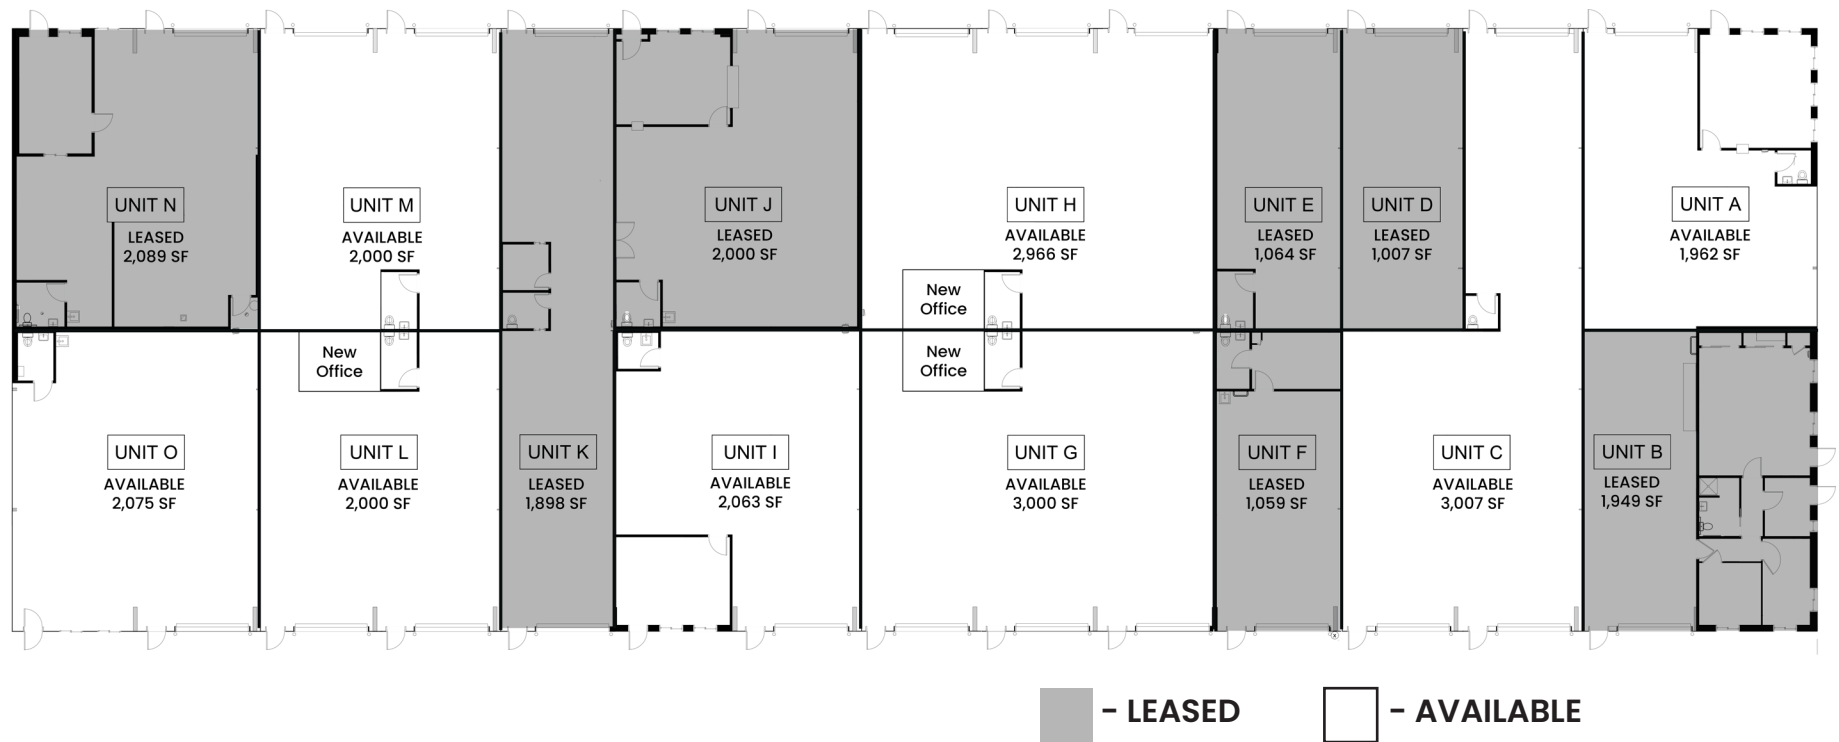 UNIT N
LEASED
2,089 SF
UNIT M
AVAILABLE
2,000 SF
UNIT J
LEASED
2,000 SF
UNIT H
AVAILABLE
2,966 SF
UNIT E
LEASED
1,064 SF
UNIT D
LEASED
1,007 SF
UNIT A
AVAILABLE
1,962 SF
New
Office
New
Office
New
Office
UNIT O
AVAILABLE
2,075 SF
UNIT L
AVAILABLE
2,000 SF
UNIT K
LEASED
1,898 SF
UNIT I
AVAILABLE
2,063 SF
UNIT G
AVAILABLE
3,000 SF
UNIT F
LEASED
1,059 SF
UNIT C
AVAILABLE
3,007 SF
UNIT B
LEASED
1,949 SF
- LEASED
- AVAILABLE